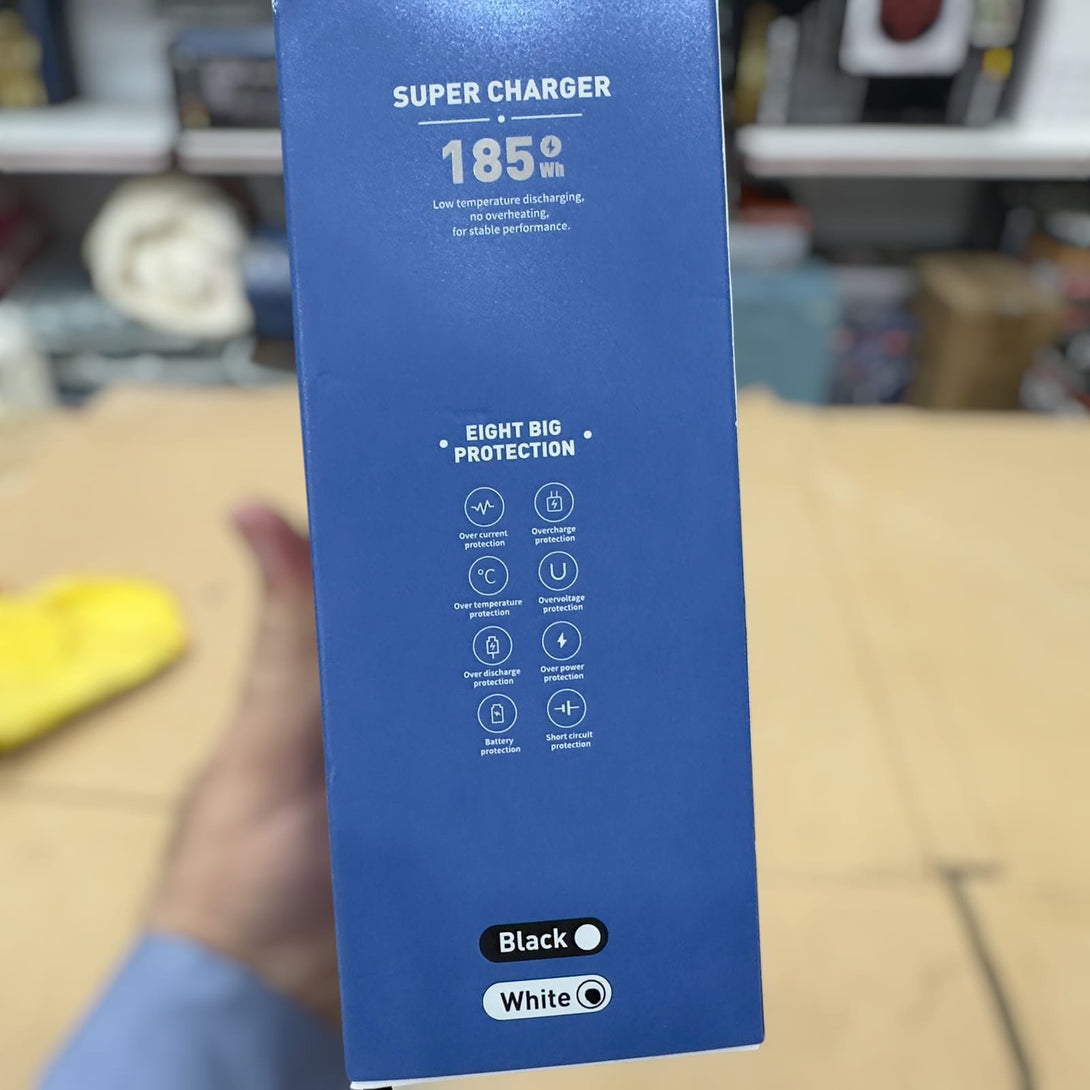 SUPER CHARGER
185Wh
Low temperature discharging,
no overheating,
for stable performance.
EIGHT BIG
PROTECTION
Over current
protection
Overcharge
protection
°C
Over temperature
protection
U
Overvoltage
protection
Over discharge
protection
Over power
protection
Battery
protection
Short circuit
protection
Black
White